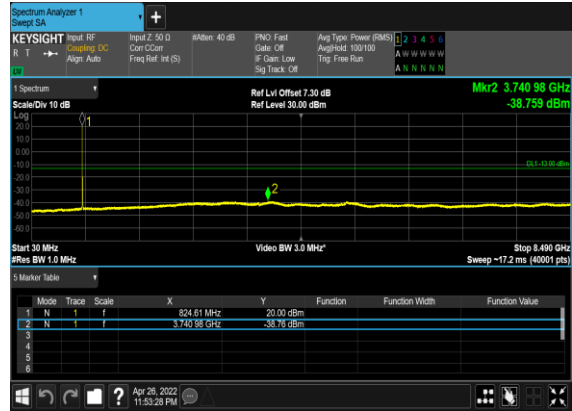 Spectrum Analyzer 1
Swept SA
+
KEYSIGHT Input: RF Input Z: 50 Ω #Atten: 40 dB PNO: Fast Avg Type: Power (RMS) 1 2 3 4 5 6
R T Coupling: DC Corr CCorr Gate: Off Avg|Hold: 100/100 A W W W W W
Align: Auto Freq Ref: Int (S) IF Gain: Low Trig: Free Run
Sig Track: Off A N N N N N
1 Spectrum Ref Lvl Offset 7.30 dB Mkr2 3.740 98 GHz
Scale/Div 10 dB Ref Level 30.00 dBm -38.759 dBm
Log
20.0
10.0
0.00
-10.0
-20.0
-30.0
-40.0
-50.0
-60.0
1
2
DL1 -13.00 dBm
Start 30 MHz Video BW 3.0 MHz* Stop 8.490 GHz
#Res BW 1.0 MHz Sweep ~17.2 ms (40001 pts)
5 Marker Table
Mode Trace Scale X Y Function Function Width Function Value
1 N 1 f 824.61 MHz 20.00 dBm
2 N 1 f 3.740 98 GHz -38.76 dBm
3
4
5
6
? Apr 26, 2022
11:53:28 PM